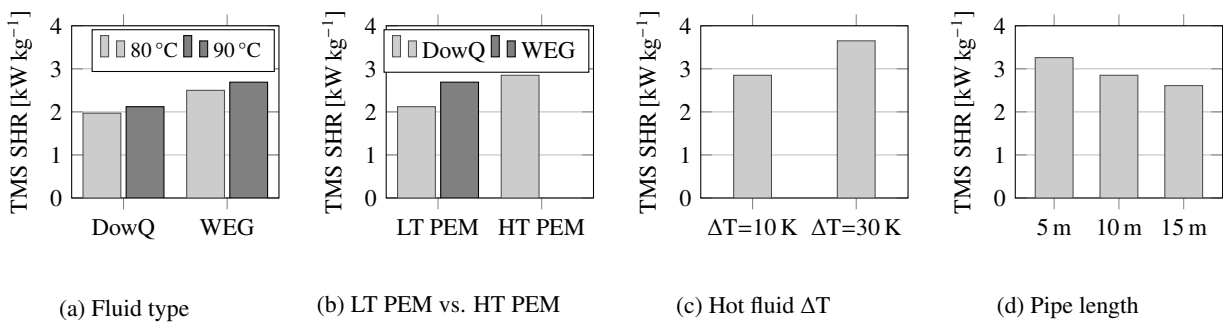 TMS SHR [kW kg⁻¹]
4
3
2
1
0
80 °C 90 °C
DowQ WEG
(a) Fluid type
TMS SHR [kW kg⁻¹]
4
3
2
1
0
DowQ WEG
LT PEM HT PEM
(b) LT PEM vs. HT PEM
TMS SHR [kW kg⁻¹]
4
3
2
1
0
ΔT=10 K ΔT=30 K
(c) Hot fluid ΔT
TMS SHR [kW kg⁻¹]
4
3
2
1
0
5 m 10 m 15 m
(d) Pipe length